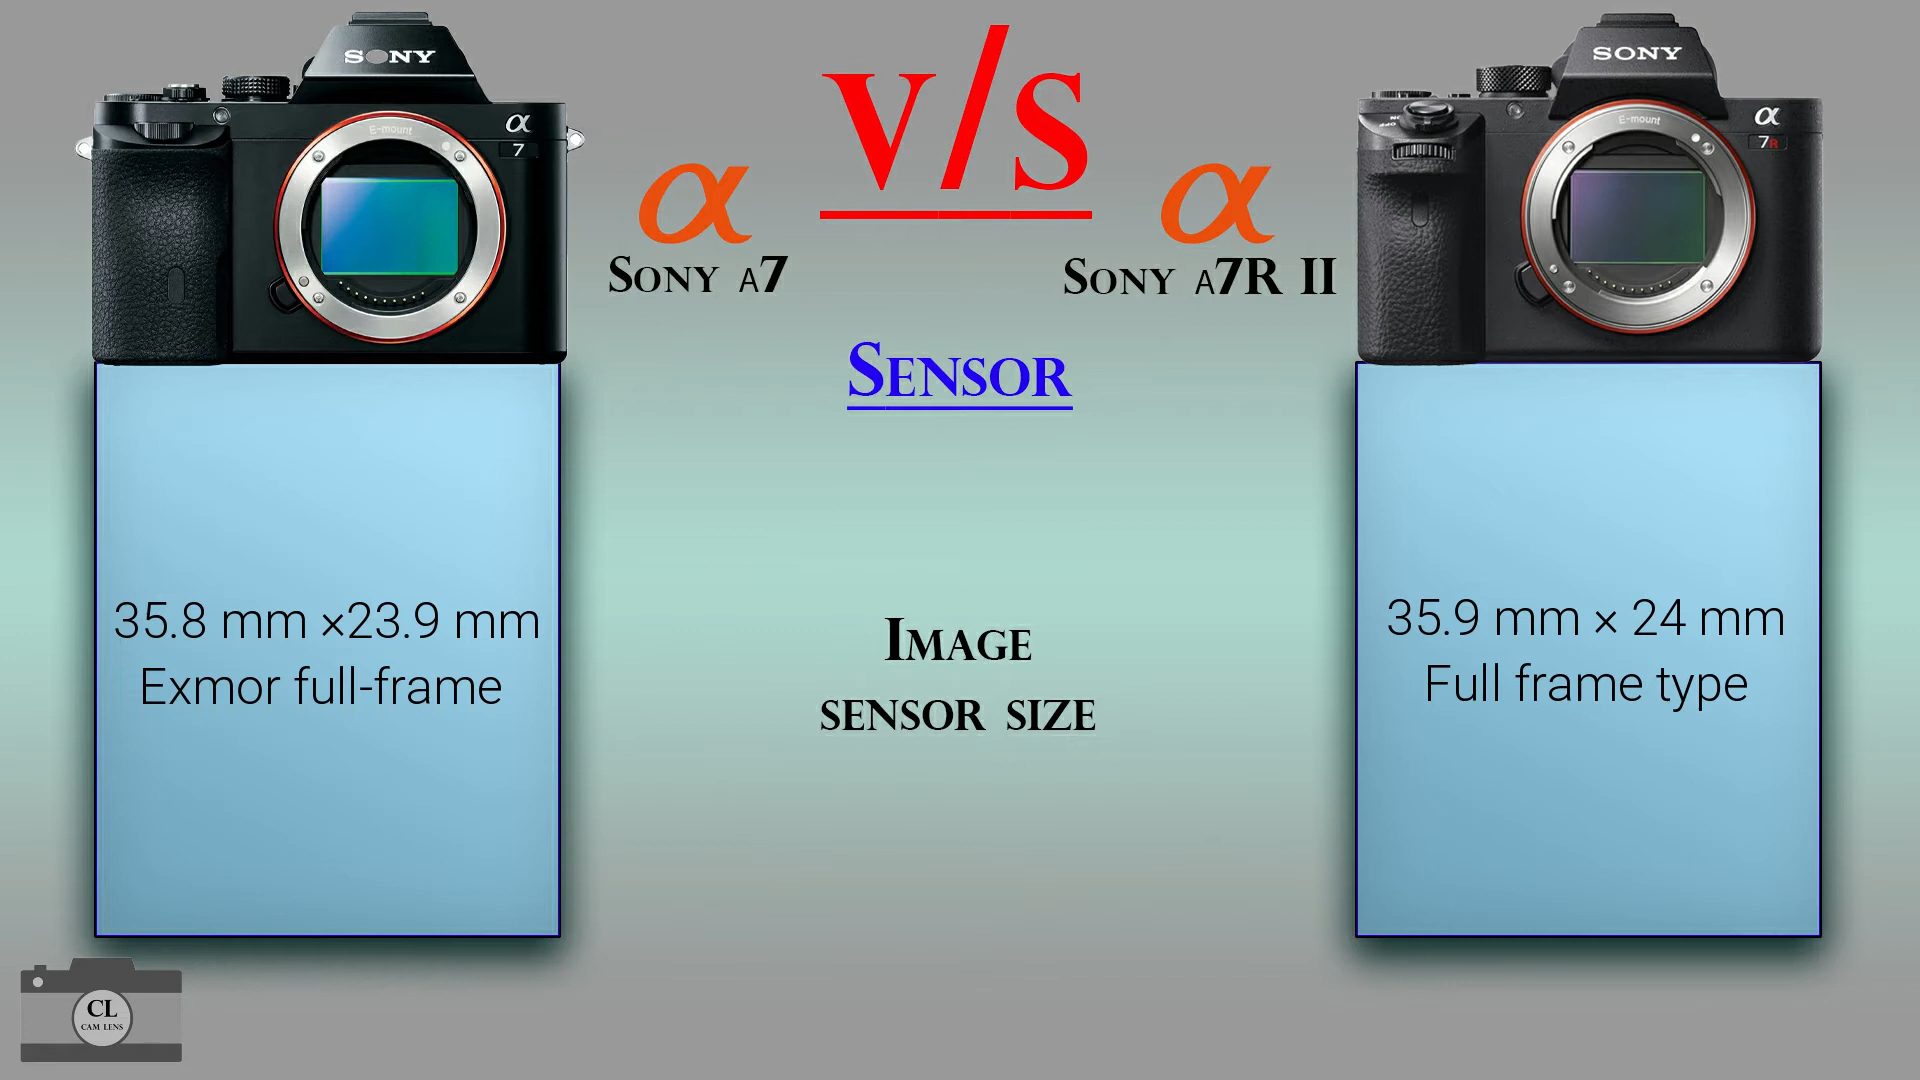 SONY
E-mount
α
7
V/S
SONY
E-mount
α
7R
α
α
Sony a7
Sony a7R II
Sensor
35.8 mm ×23.9 mm
Exmor full-frame
Image
sensor size
35.9 mm × 24 mm
Full frame type
CL
CAM LENS